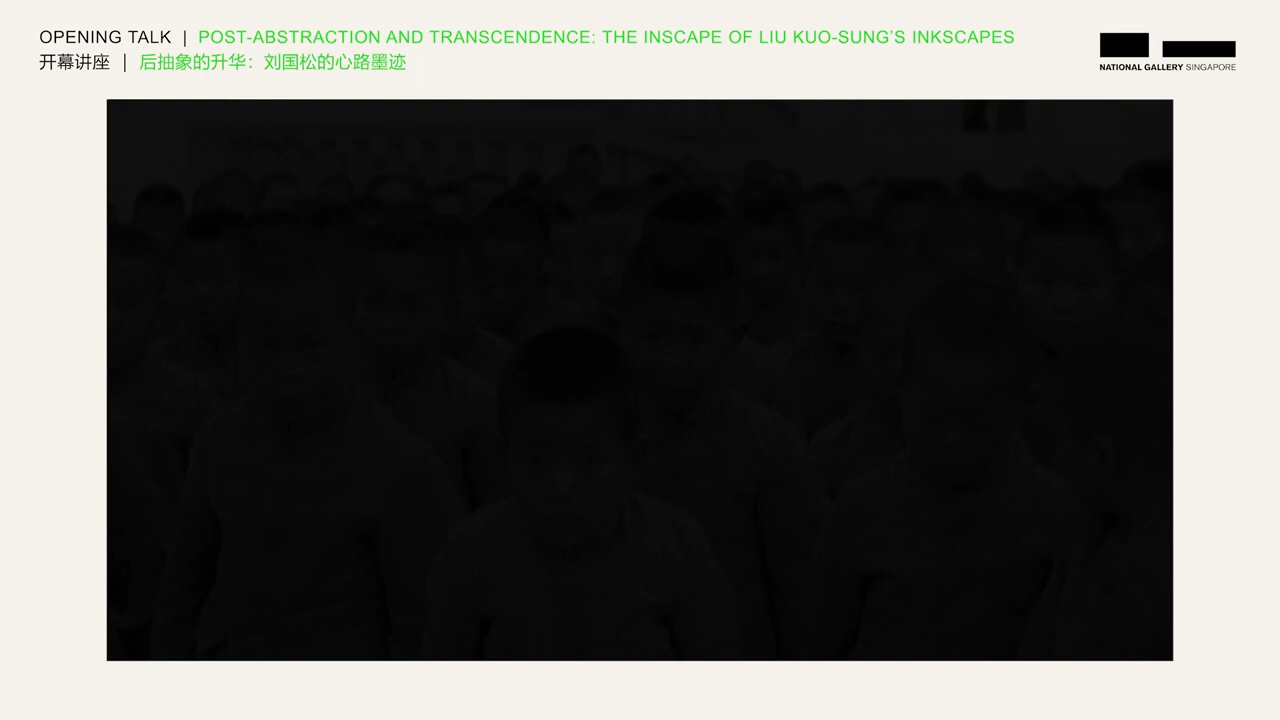 OPENING TALK | POST-ABSTRACTION AND TRANSCENDENCE: THE INSCAPE OF LIU KUO-SUNG'S INKSCAPES
开幕讲座 | 后抽象的升华：刘国松的心路墨迹
NATIONAL GALLERY SINGAPORE